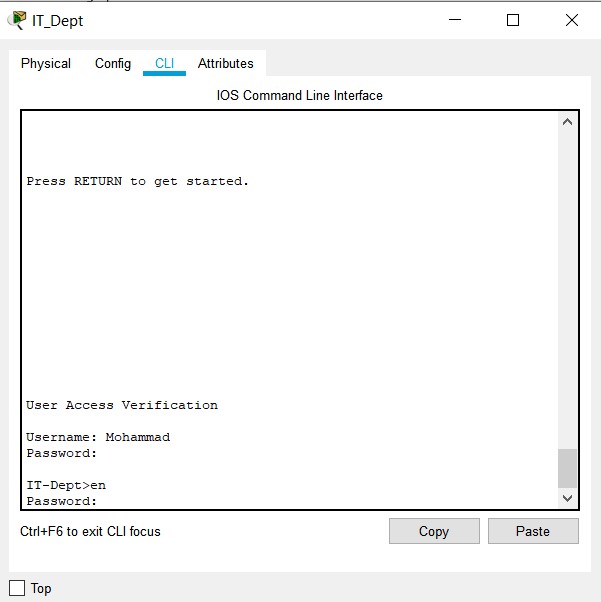 IT_Dept
Physical Config CLI Attributes
IOS Command Line Interface
Press RETURN to get started.
User Access Verification
Username: Mohammad
Password:
IT-Dept>en
Password:
Ctrl+F6 to exit CLI focus
Copy Paste
Top